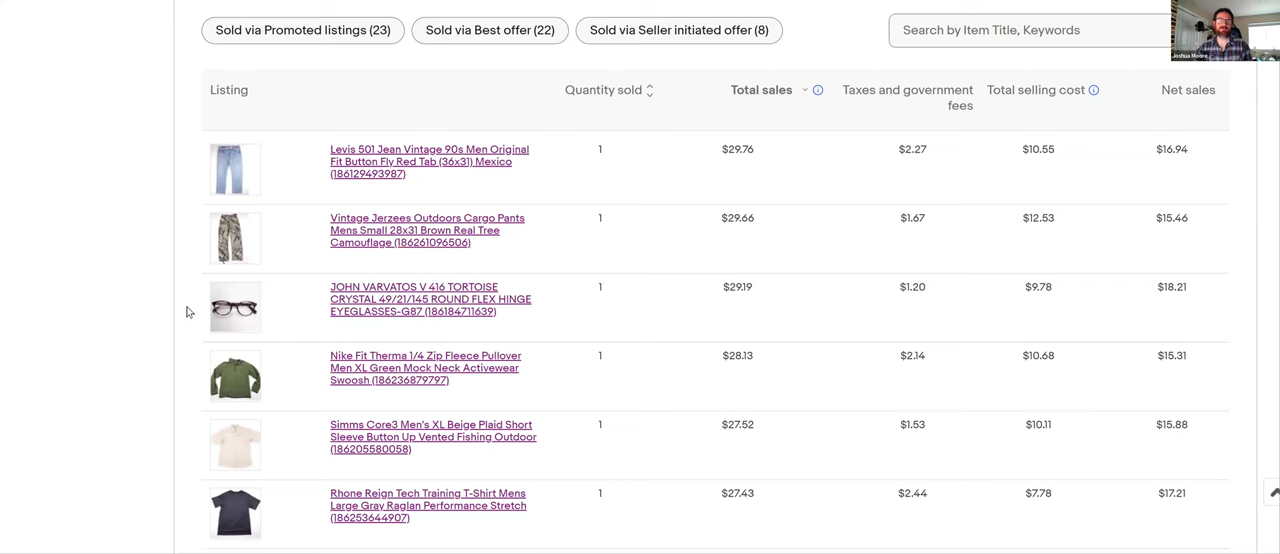 Sold via Promoted listings (23)
Sold via Best offer (22)
Sold via Seller initiated offer (8)
Search by Item Title, Keywords
Joshua Moore
Listing
Quantity sold
Total sales
Taxes and government
fees
Total selling cost
Net sales
Levis 501 Jean Vintage 90s Men Original
Fit Button Fly Red Tab (36x31) Mexico
(186129493987)
1
$29.76
$2.27
$10.55
$16.94
Vintage Jerzees Outdoors Cargo Pants
Mens Small 28x31 Brown Real Tree
Camouflage (186261096506)
1
$29.66
$1.67
$12.53
$15.46
JOHN VARVATOS V 416 TORTOISE
CRYSTAL 49/21/145 ROUND FLEX HINGE
EYEGLASSES-G87 (186184711639)
1
$29.19
$1.20
$9.78
$18.21
Nike Fit Therma 1/4 Zip Fleece Pullover
Men XL Green Mock Neck Activewear
Swoosh (186236879797)
1
$28.13
$2.14
$10.68
$15.31
Simms Core3 Men's XL Beige Plaid Short
Sleeve Button Up Vented Fishing Outdoor
(186205580058)
1
$27.52
$1.53
$10.11
$15.88
Rhone Reign Tech Training T-Shirt Mens
Large Gray Raglan Performance Stretch
(186253644907)
1
$27.43
$2.44
$7.78
$17.21